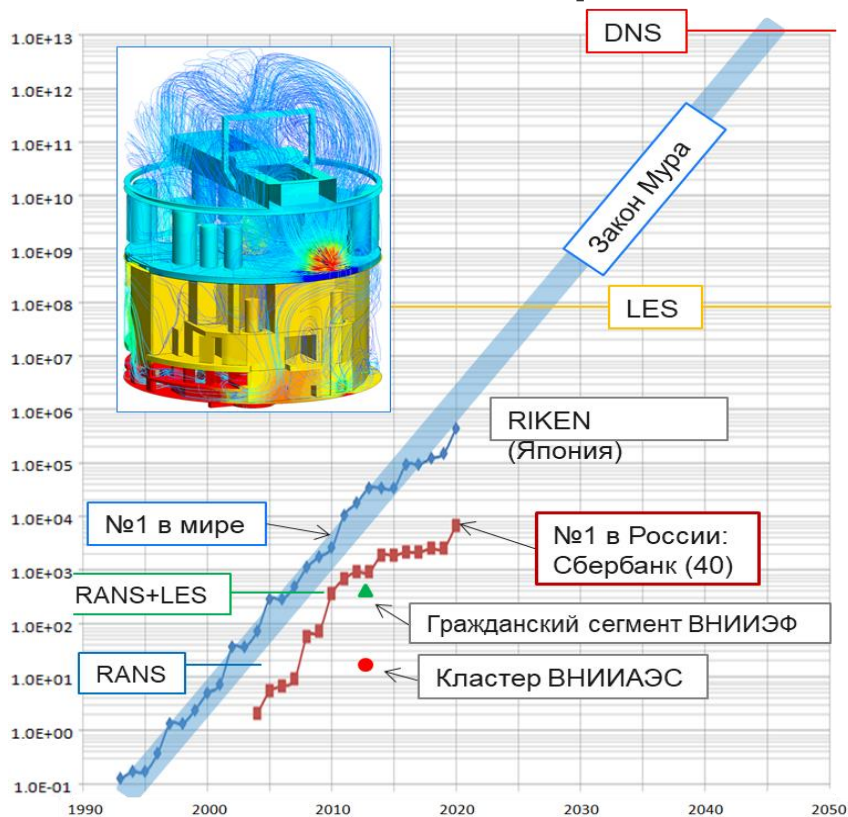 DNS
1.0E+13
1.0E+12
1.0E+11
1.0E+10
1.0E+09
1.0E+08
1.0E+07
1.0E+06
1.0E+05
1.0E+04
1.0E+03
1.0E+02
1.0E+01
1.0E+00
1.0E-01
Закон Мура
LES
RIKEN
(Япония)
№1 в мире
№1 в России:
Сбербанк (40)
RANS+LES
Гражданский сегмент ВНИИЭФ
RANS
Кластер ВНИИАЭС
1990
2000
2010
2020
2030
2040
2050